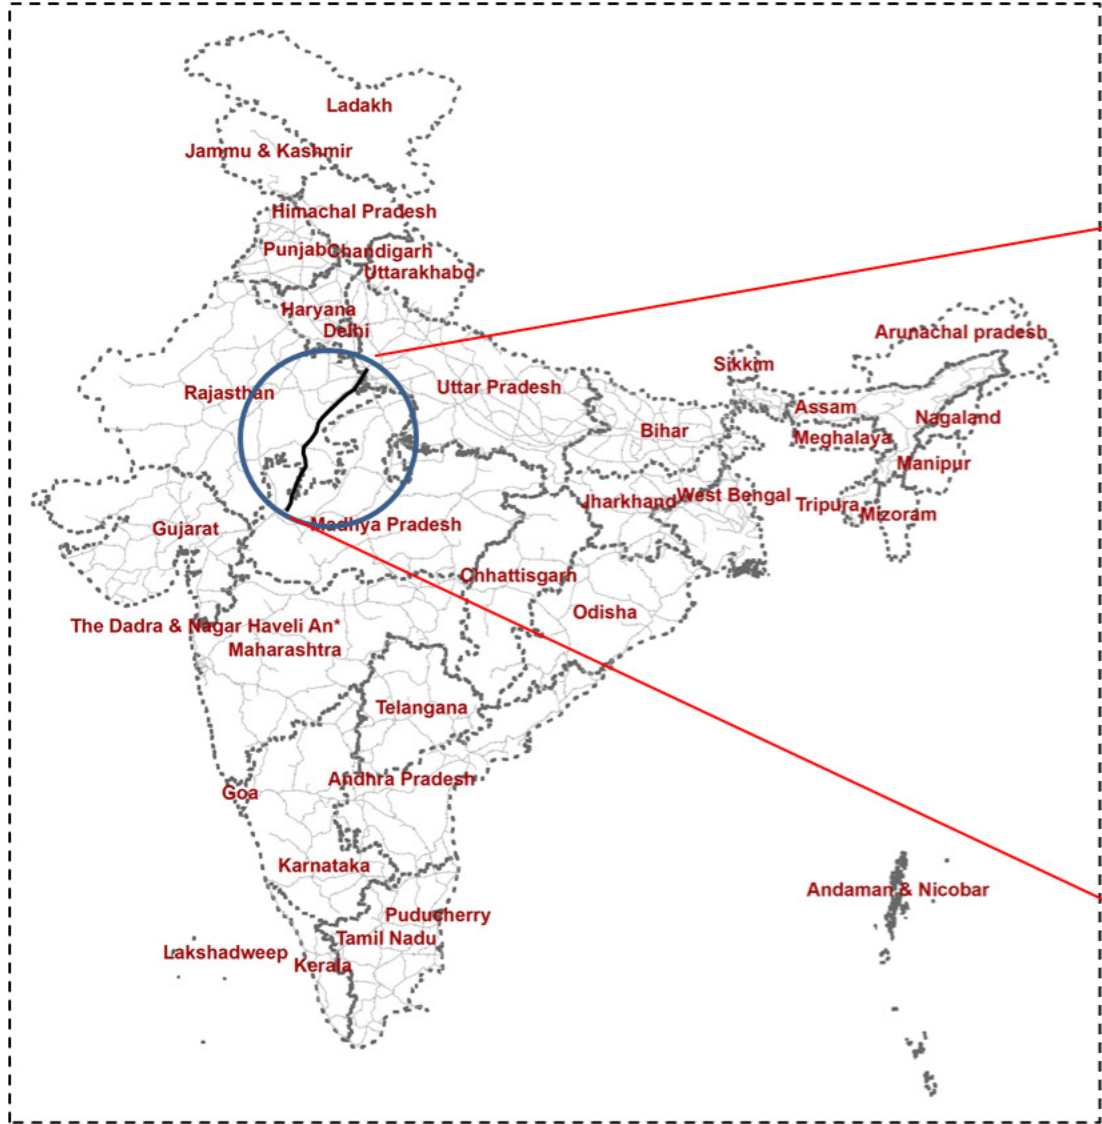 Ladakh
Jammu & Kashmir
Himachal Pradesh
Punjab
Chandigarh
Uttarakhabd
Haryana
Delhi
Arunachal pradesh
Sikkim
Rajasthan
Uttar Pradesh
Assam
Nagaland
Bihar
Meghalaya
Manipur
Jharkhand
West Bengal
Tripura
Mizoram
Gujarat
Madhya Pradesh
Chhattisgarh
Odisha
The Dadra & Nagar Haveli An*
Maharashtra
Telangana
Andhra Pradesh
Goa
Karnataka
Andaman & Nicobar
Puducherry
Tamil Nadu
Lakshadweep
Kerala